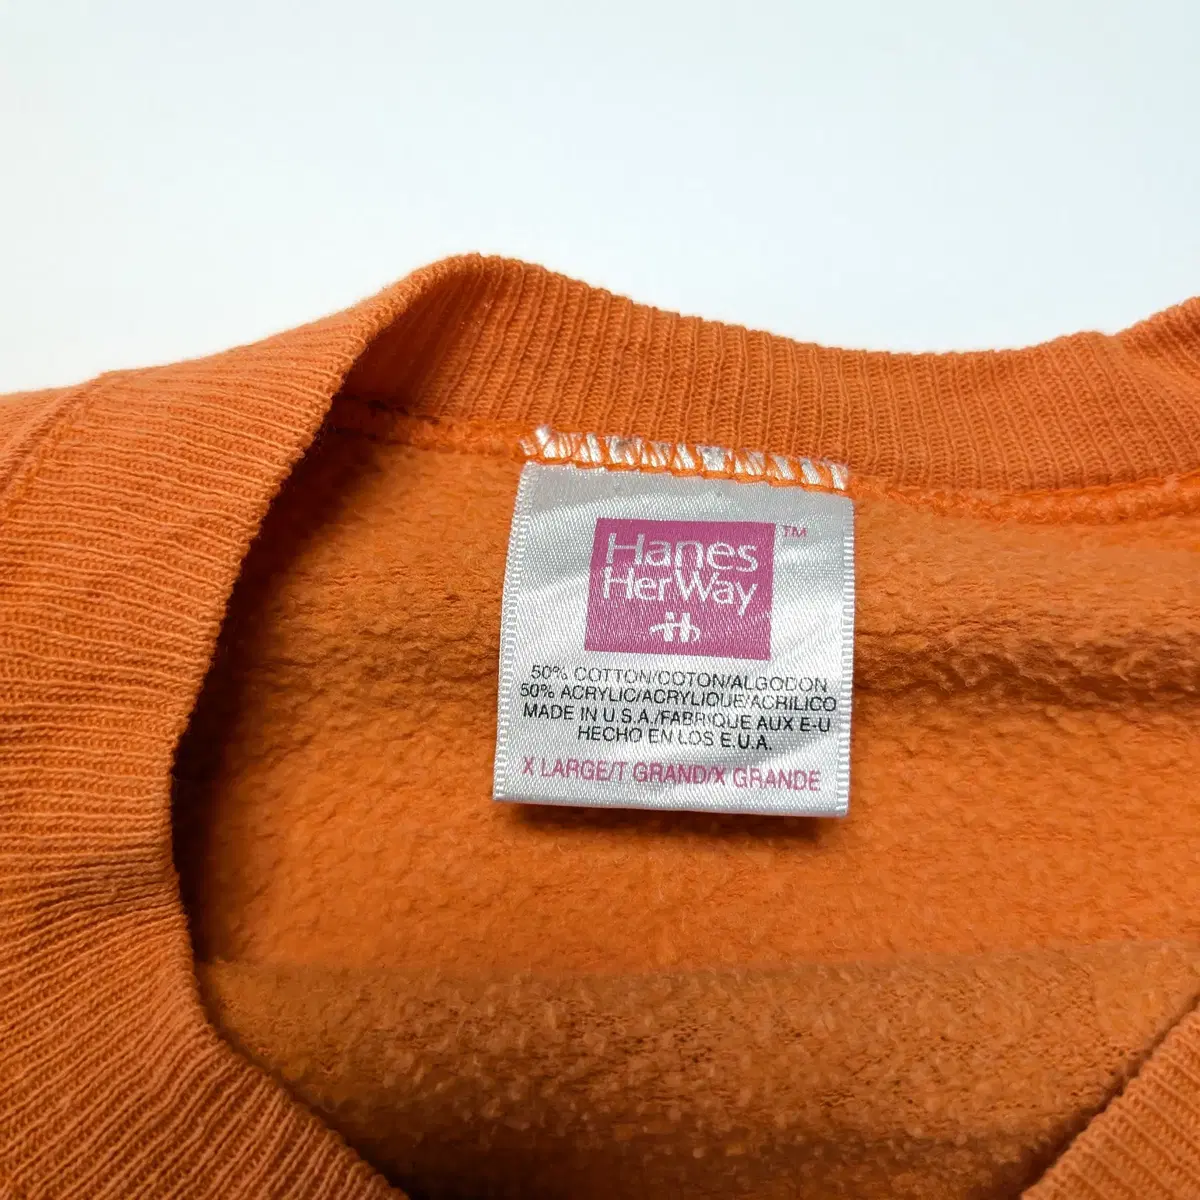 Hanes
HerWay
TM
50% COTTON/COTON/ALGODON
50% ACRYLIC/ACRYLIQUE/ACRILICO
MADE IN U.S.A./FABRIQUE AUX E-U
HECHO EN LOS E.U.A.
X LARGE/T GRAND/X GRANDE